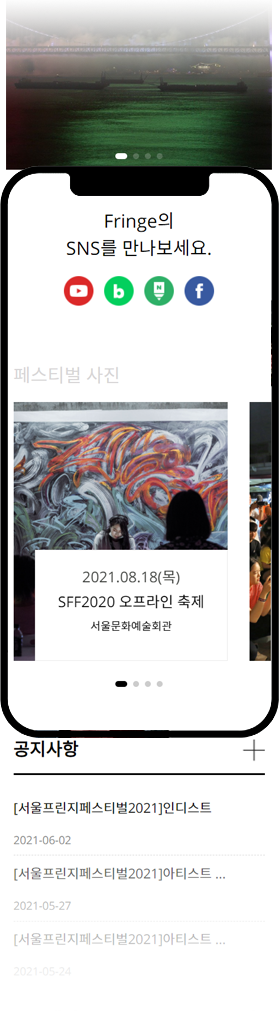 Fringe의
SNS를 만나보세요.
b
N
f
페스티벌 사진
2021.08.18(목)
SFF2020 오프라인 축제
서울문화예술회관
공지사항
[서울프린지페스티벌2021]인디스트
2021-06-02
[서울프린지페스티벌2021]아티스트 ...
2021-05-27
[서울프린지페스티벌2021]아티스트 ...
2021-05-24